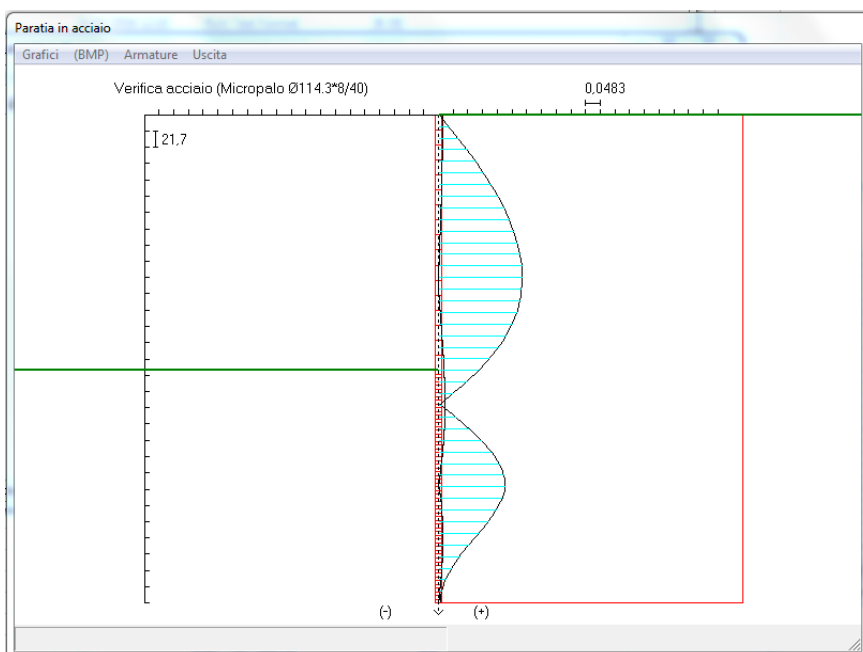 Paratia in acciaio
Grafici (BMP) Armature Uscita
Verifica acciaio (Micropalo Ø114.3*8/40)
0,0483
21,7
(-) (+)